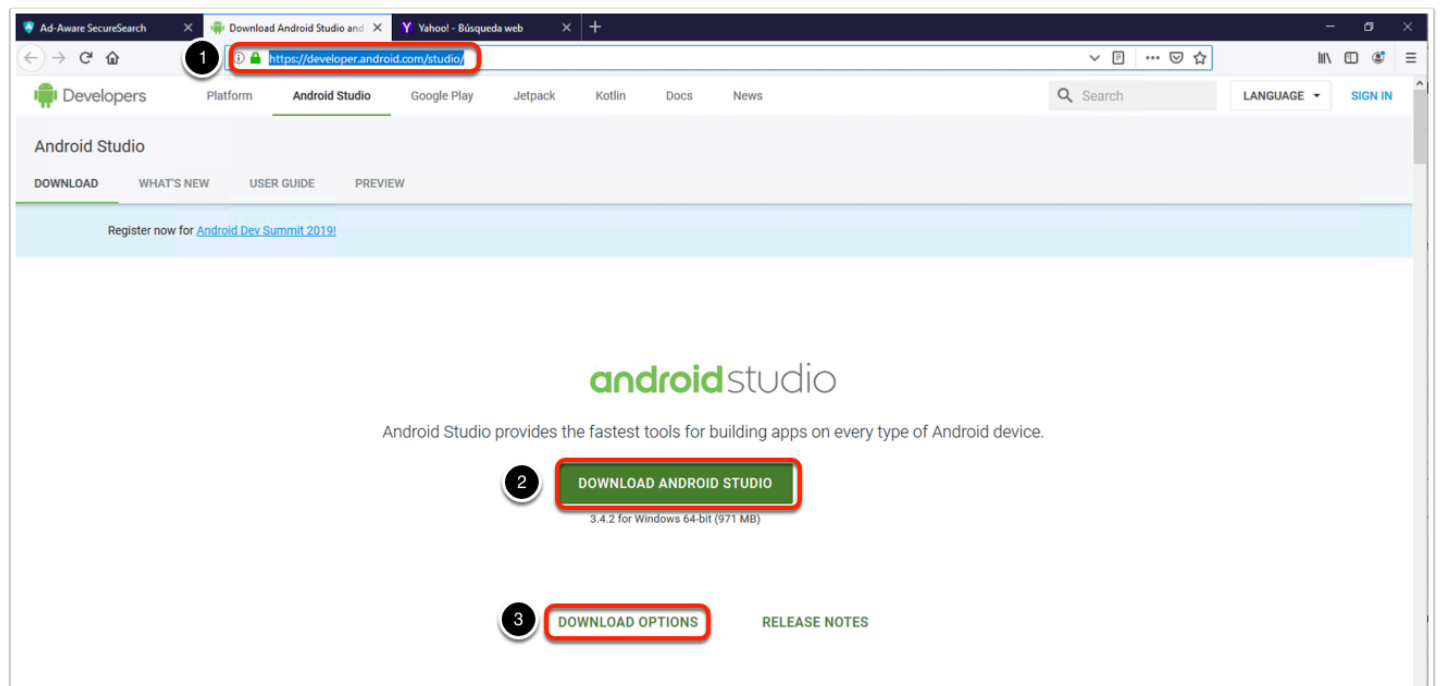 Ad-Aware SecureSearch
Download Android Studio and
Yahoo! - Búsqueda web
1
https://developer.android.com/studio/
Developers
Platform
Android Studio
Google Play
Jetpack
Kotlin
Docs
News
Search
LANGUAGE
SIGN IN
Android Studio
DOWNLOAD
WHAT'S NEW
USER GUIDE
PREVIEW
Register now for Android Dev Summit 2019!
androidstudio
Android Studio provides the fastest tools for building apps on every type of Android device.
2
DOWNLOAD ANDROID STUDIO
3.4.2 for Windows 64-bit (971 MB)
3
DOWNLOAD OPTIONS
RELEASE NOTES